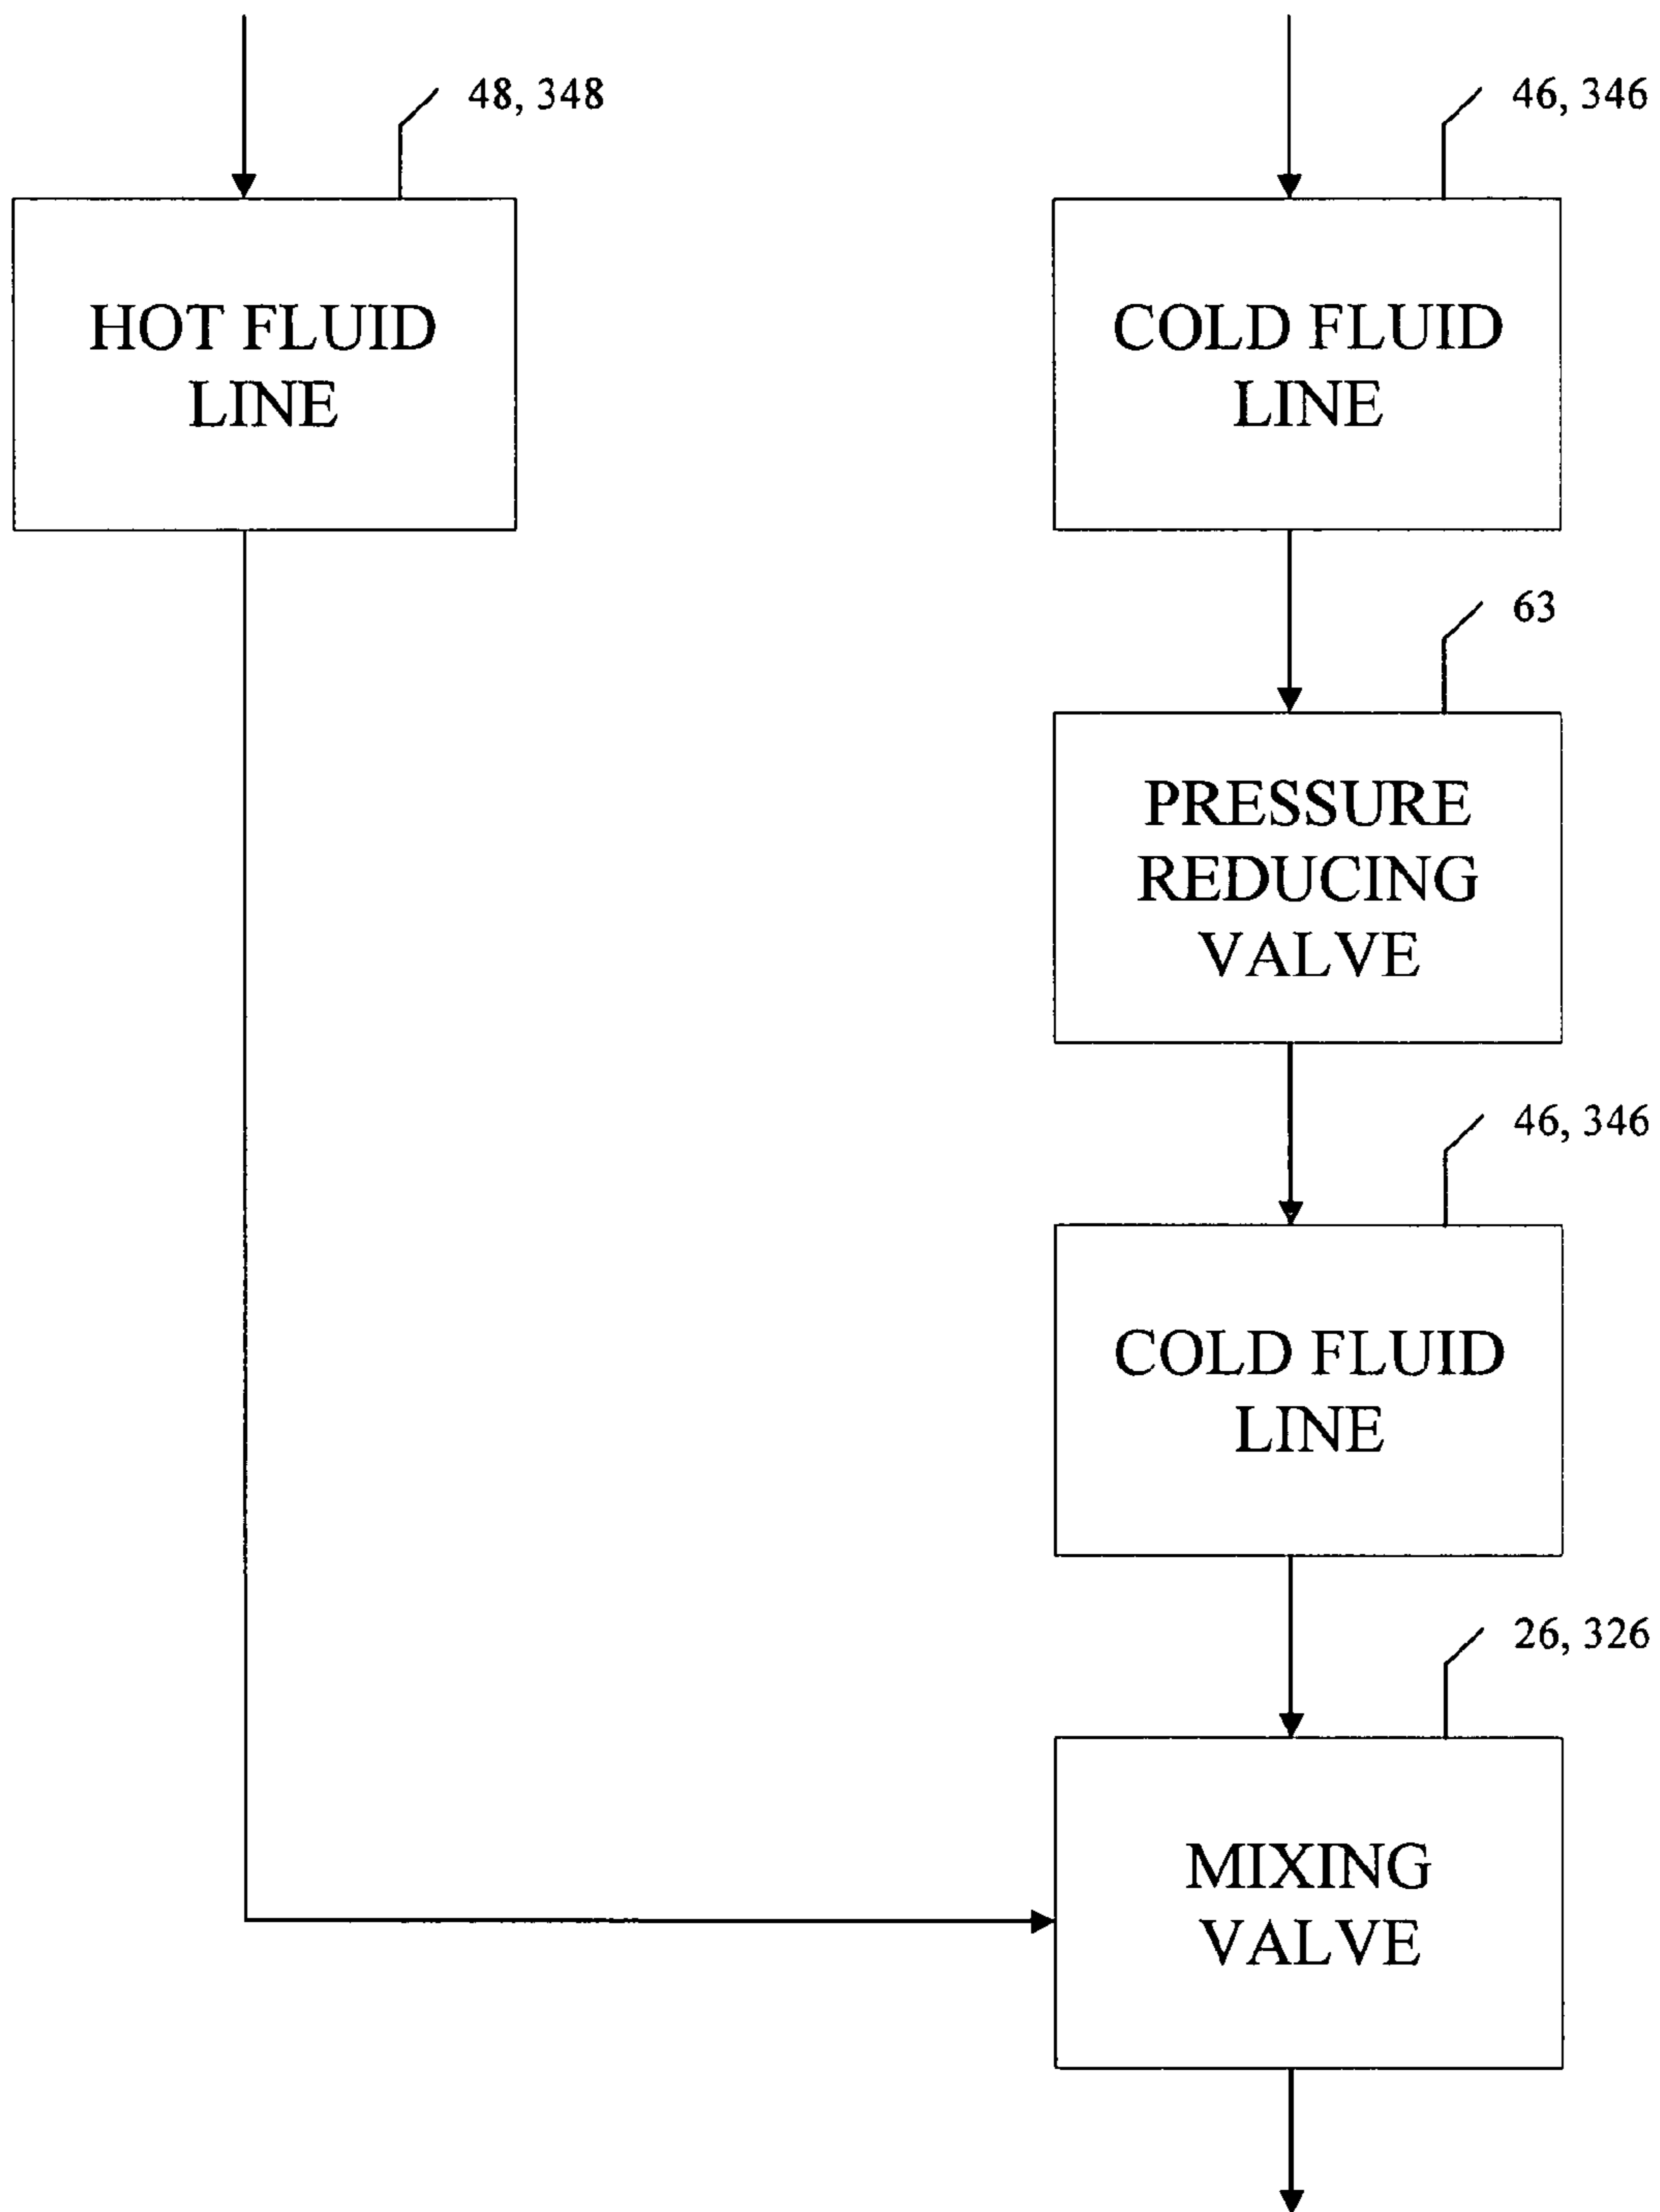 48, 348
HOT FLUID
LINE
46, 346
COLD FLUID
LINE
63
PRESSURE
REDUCING
VALVE
46, 346
COLD FLUID
LINE
26, 326
MIXING
VALVE